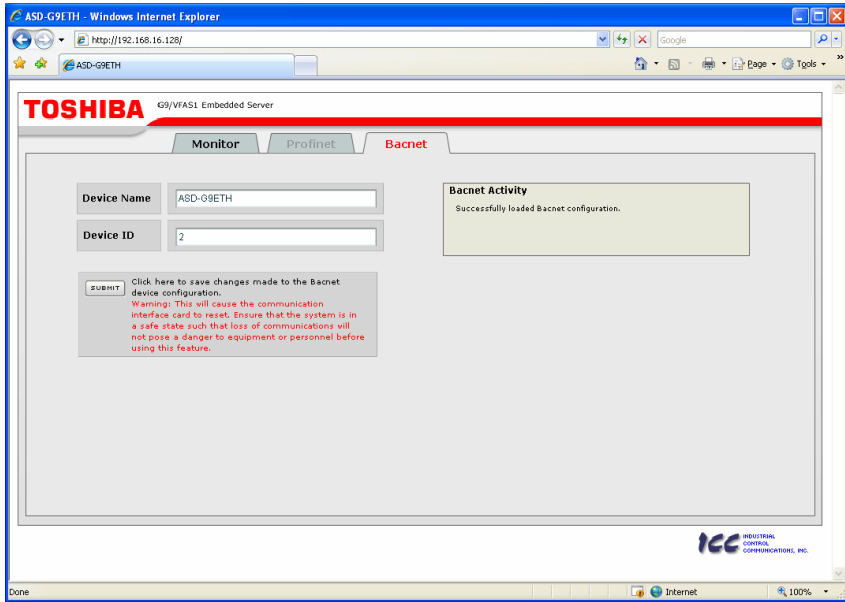 ASD-G9ETH - Windows Internet Explorer
http://192.168.16.128/
Google
ASD-G9ETH
Page
Tools
»
TOSHIBA
G9/VFAS1 Embedded Server
Monitor
Profinet
Bacnet
Device Name
ASD-G9ETH
Device ID
2
Bacnet Activity
Successfully loaded Bacnet configuration.
SUBMIT
Click here to save changes made to the Bacnet
device configuration.
Warning: This will cause the communication
interface card to reset. Ensure that the system is in
a safe state such that loss of communications will
not pose a danger to equipment or personnel before
using this feature.
ICC
INDUSTRIAL
CONTROL
COMMUNICATIONS, INC.
Done
Internet
100%